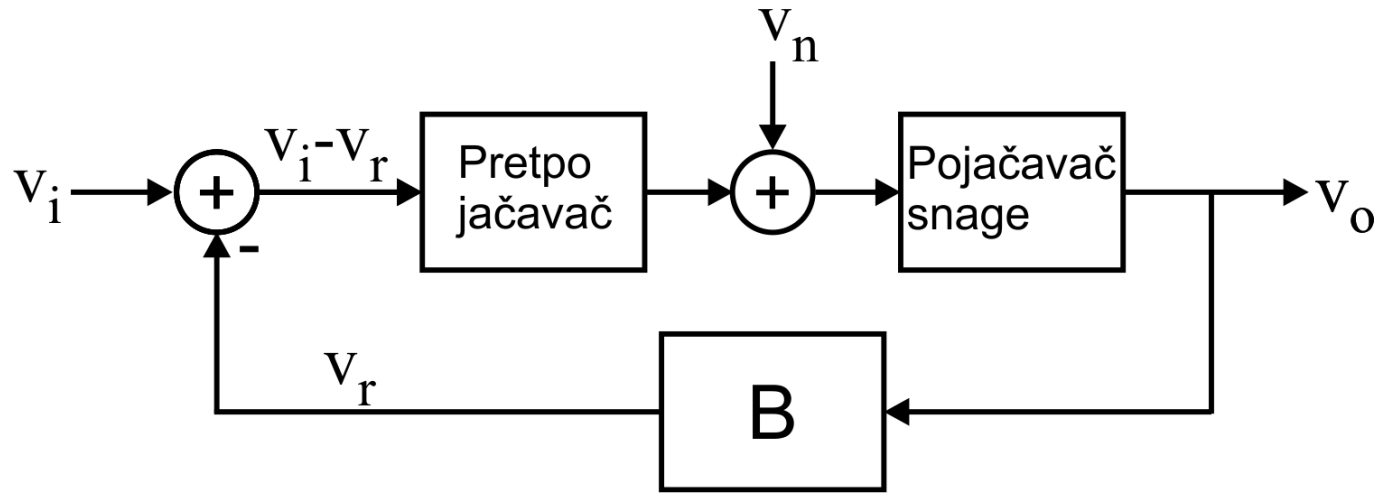 vn
vi
+
vi-vr
Pretpo
jačavač
+
Pojačavač
snage
vo
-
vr
B